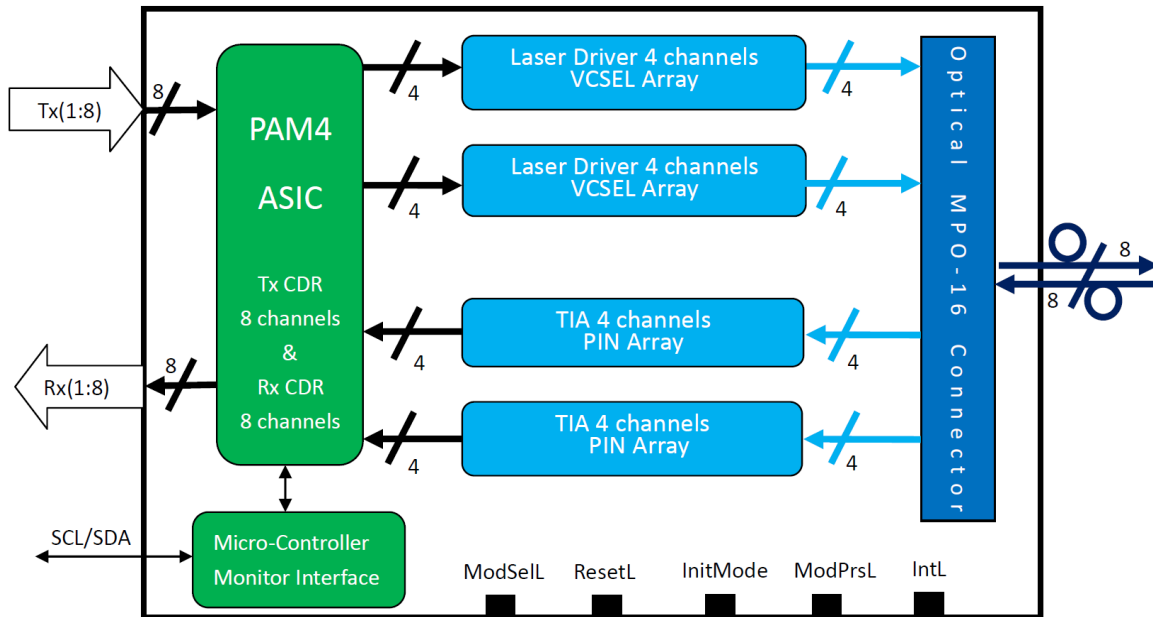 Tx(1:8)
8
PAM4
ASIC
Tx CDR
8 channels
&
Rx CDR
8 channels
8
Rx(1:8)
4
Laser Driver 4 channels
VCSEL Array
4
4
Laser Driver 4 channels
VCSEL Array
4
4
TIA 4 channels
PIN Array
4
4
TIA 4 channels
PIN Array
4
Optical MPO-16 Connector
8
8
SCL/SDA
Micro-Controller
Monitor Interface
ModSelL
ResetL
InitMode
ModPrsL
IntL